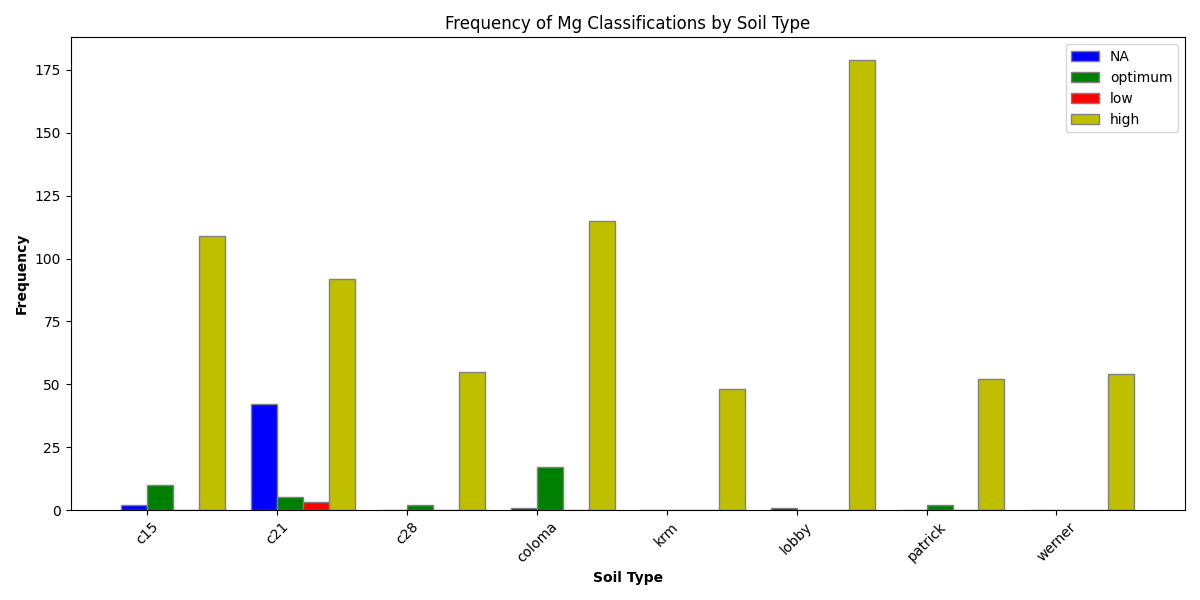 Frequency of Mg Classifications by Soil Type
NA
optimum
low
high
175
150
125
100
75
50
25
0
Frequency
c15
c21
c28
coloma
krm
lobby
patrick
werner
Soil Type